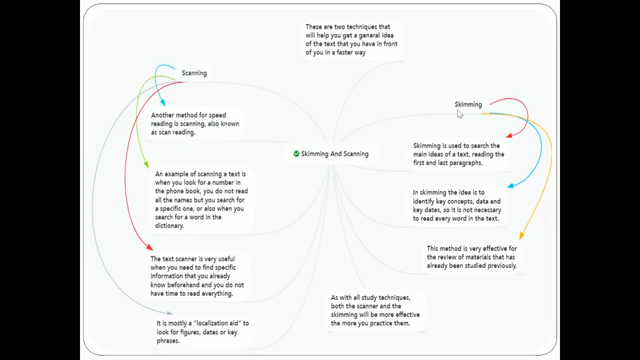 These are two techniques that
will help you get a general idea
of the text that you have in front
of you in a faster way
Scanning
Another method for speed
reading is scanning, also known
as scan reading.
An example of scanning a text is
when you look for a number in
the phone book, you do not read
all the names but you search for
a specific one, or also when you
search for a word in the
dictionary.
The text scanner is very useful
when you need to find specific
information that you already
know beforehand and you do not
have time to read everything.
It is mostly a "localization aid" to
look for figures, dates or key
phrases.
Skimming And Scanning
Skimming
Skimming is used to search the
main ideas of a text, reading the
first and last paragraphs.
In skimming the idea is to
identify key concepts, data and
key dates, so it is not necessary
to read every word in the text.
This method is very effective for
the review of materials that has
already been studied previously.
As with all study techniques,
both the scanner and the
skimming will be more effective
the more you practice them.